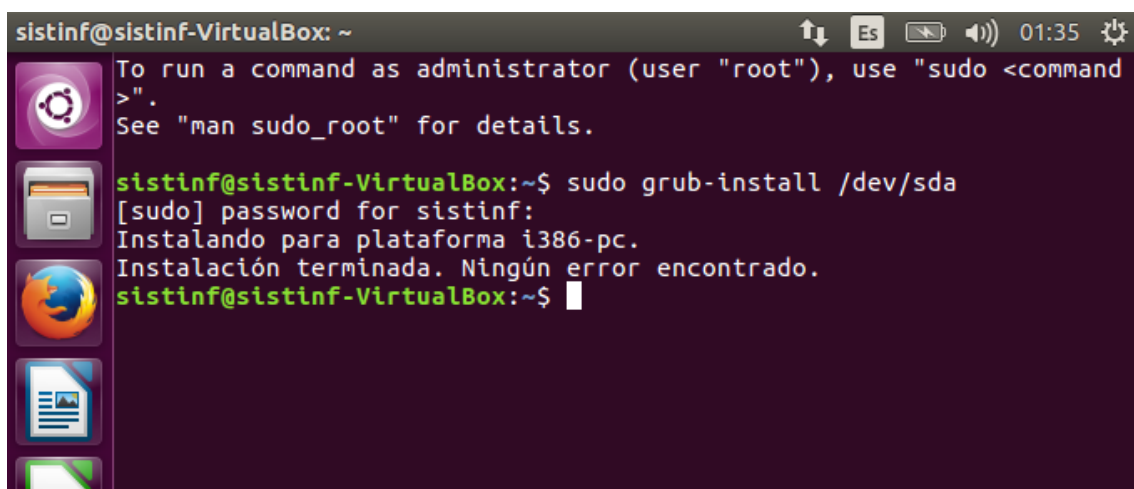 sistinf@sistinf-VirtualBox: ~
Es
01:35
To run a command as administrator (user "root"), use "sudo <command
>".
See "man sudo_root" for details.
sistinf@sistinf-VirtualBox:~$ sudo grub-install /dev/sda
[sudo] password for sistinf:
Instalando para plataforma i386-pc.
Instalación terminada. Ningún error encontrado.
sistinf@sistinf-VirtualBox:~$